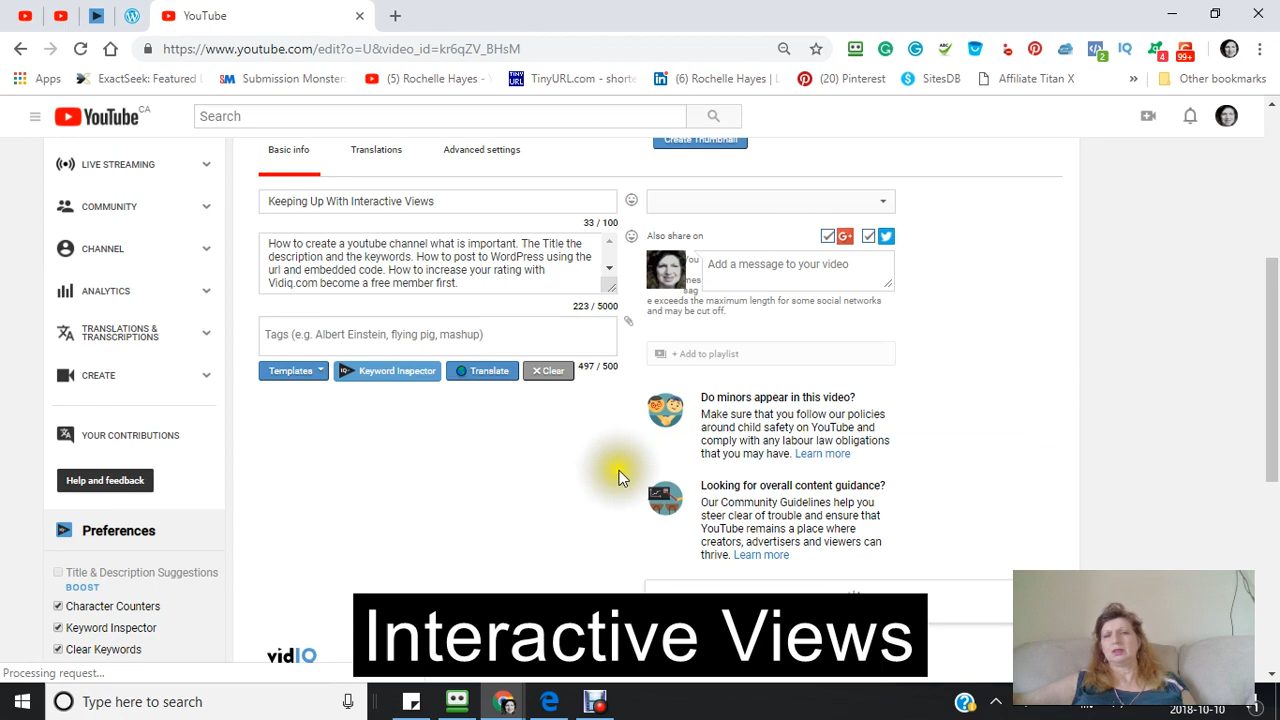 YouTube
https://www.youtube.com/edit?o=U&video_id=kr6qZV_BHsM
2
4
99+
Apps
ExactSeek: Featured L
Submission Monster
(5) Rochelle Hayes - Y
TinyURL.com - shorte
(6) Rochelle Hayes | L
(20) Pinterest
SitesDB
Affiliate Titan X
Other bookmarks
YouTube CA
Search
Create Thumbnail
Basic info
Translations
Advanced settings
LIVE STREAMING
COMMUNITY
CHANNEL
ANALYTICS
TRANSLATIONS &
TRANSCRIPTIONS
CREATE
YOUR CONTRIBUTIONS
Help and feedback
Preferences
Title & Description Suggestions
BOOST
Character Counters
Keyword Inspector
Clear Keywords
Keeping Up With Interactive Views
33 / 100
How to create a youtube channel what is important. The Title the
description and the keywords. How to post to WordPress using the
url and embedded code. How to increase your rating with
Vidiq.com become a free member first.
223 / 5000
Tags (e.g. Albert Einstein, flying pig, mashup)
Templates
Keyword Inspector
Translate
Clear
497 / 500
Also share on
Add a message to your video
You
mes
sag
e exceeds the maximum length for some social networks
and may be cut off.
+ Add to playlist
Do minors appear in this video?
Make sure that you follow our policies
around child safety on YouTube and
comply with any labour law obligations
that you may have. Learn more
Looking for overall content guidance?
Our Community Guidelines help you
steer clear of trouble and ensure that
YouTube remains a place where
creators, advertisers and viewers can
thrive. Learn more
vidIQ
Interactive Views
Processing request...
Type here to search
2018-10-10